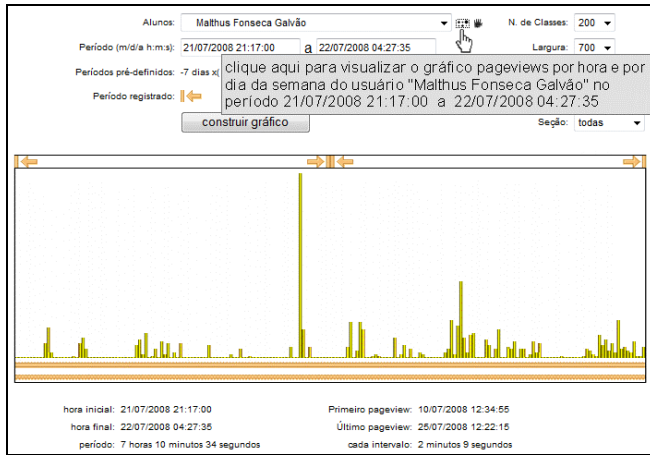 Alunos: Malthus Fonseca Galvão N. de Classes: 200
Período (m/d/a h:m:s): 21/07/2008 21:17:00 a 22/07/2008 04:27:35 Largura: 700
Períodos pré-definidos: -7 dias x(
clique aqui para visualizar o gráfico pageviews por hora e por
dia da semana do usuário "Malthus Fonseca Galvão" no
período 21/07/2008 21:17:00 a 22/07/2008 04:27:35
Período registrado:
construir gráfico Seção: todas
hora inicial: 21/07/2008 21:17:00 Primeiro pageview: 10/07/2008 12:34:55
hora final: 22/07/2008 04:27:35 Último pageview: 25/07/2008 12:22:15
período: 7 horas 10 minutos 34 segundos cada intervalo: 2 minutos 9 segundos